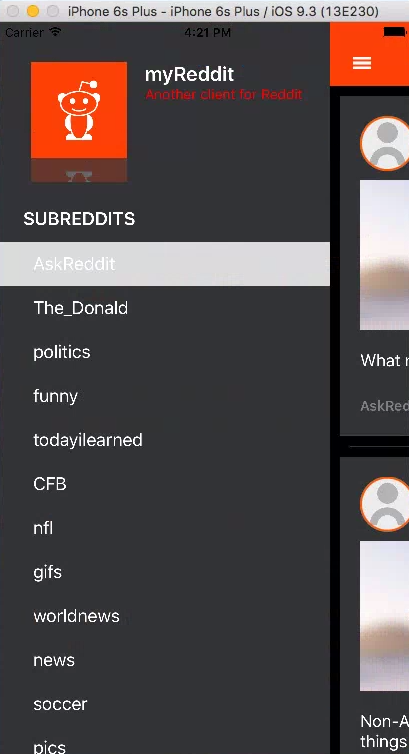 iPhone 6s Plus - iPhone 6s Plus / iOS 9.3 (13E230)
Carrier
4:21 PM
myReddit
Another client for Reddit
SUBREDDITS
AskReddit
The_Donald
politics
funny
todayilearned
CFB
nfl
gifs
worldnews
news
soccer
pics
What
AskRed
Non-A
things